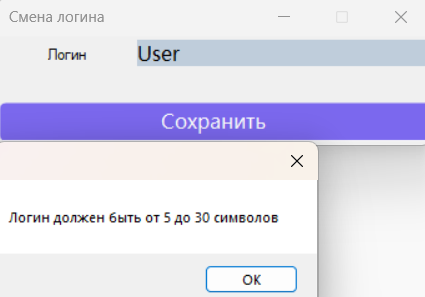 Смена логина
Логин User
Сохранить
Логин должен быть от 5 до 30 символов
OK